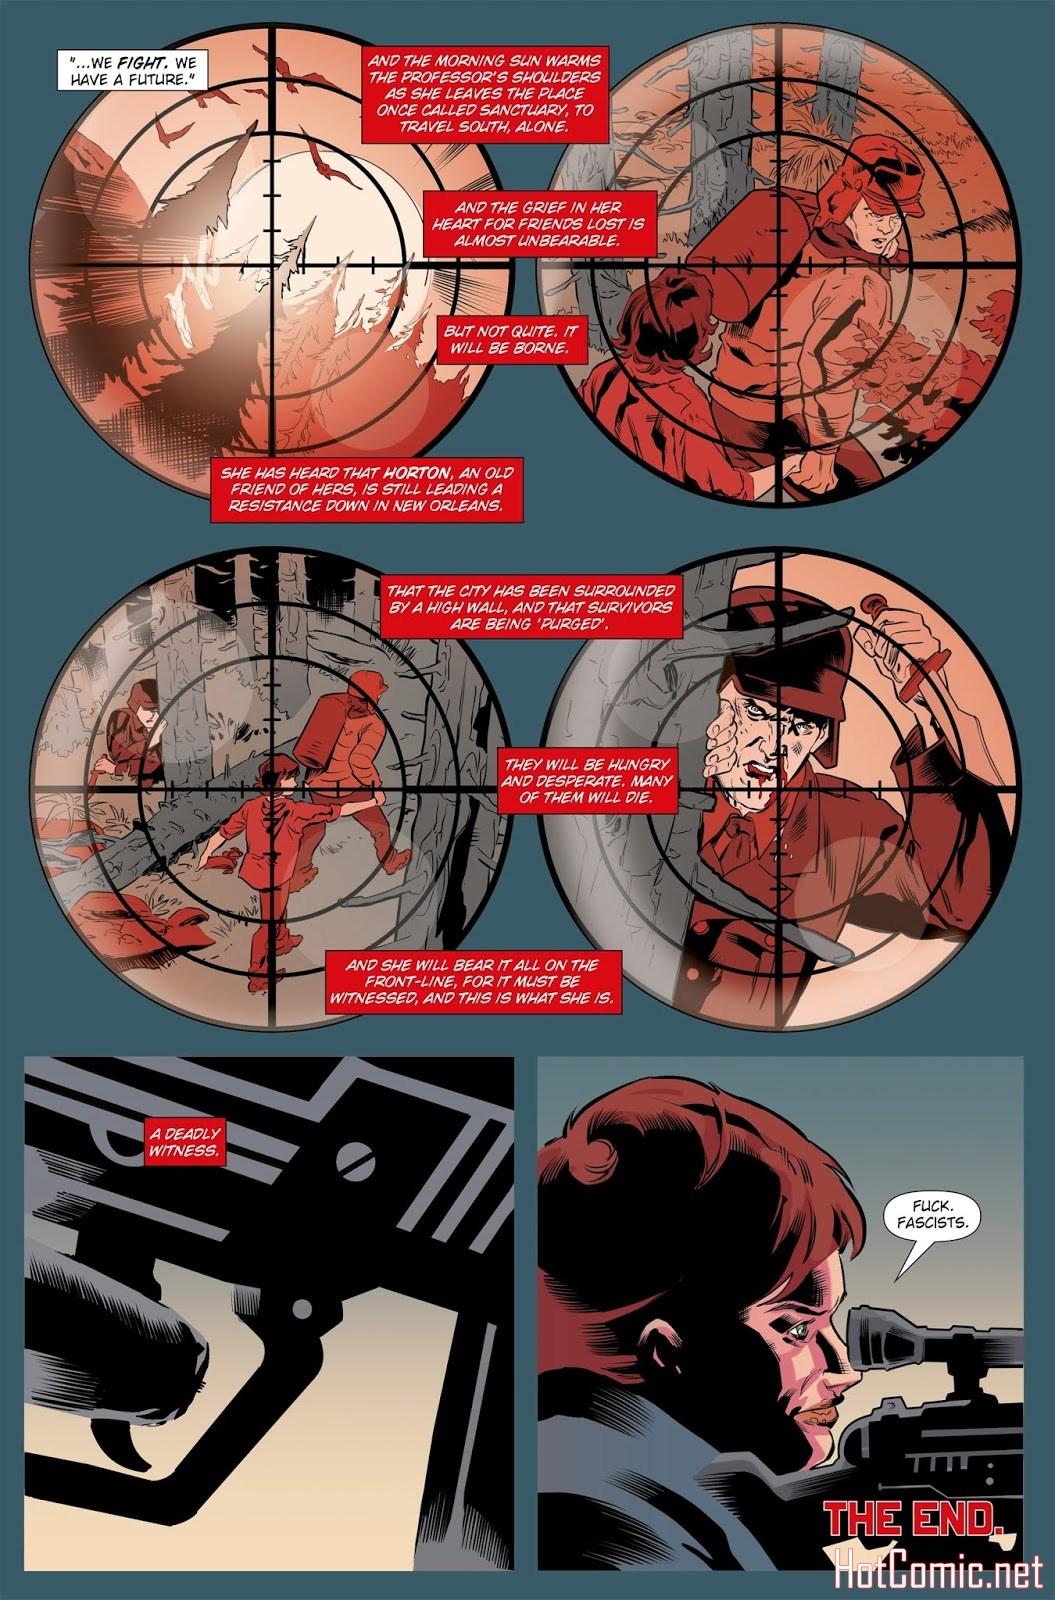 "...WE FIGHT. WE
HAVE A FUTURE."
AND THE MORNING SUN WARMS
THE PROFESSOR'S SHOULDERS
AS SHE LEAVES THE PLACE
ONCE CALLED SANCTUARY, TO
TRAVEL SOUTH, ALONE.
AND THE GRIEF IN HER
HEART FOR FRIENDS LOST IS
ALMOST UNBEARABLE.
BUT NOT QUITE. IT
WILL BE BORNE.
SHE HAS HEARD THAT HORTON, AN OLD
FRIEND OF HERS, IS STILL LEADING A
RESISTANCE DOWN IN NEW ORLEANS.
THAT THE CITY HAS BEEN SURROUNDED
BY A HIGH WALL, AND THAT SURVIVORS
ARE BEING 'PURGED'.
THEY WILL BE HUNGRY
AND DESPERATE. MANY
OF THEM WILL DIE.
AND SHE WILL BEAR IT ALL ON THE
FRONT-LINE, FOR IT MUST BE
WITNESSED, AND THIS IS WHAT SHE IS.
A DEADLY
WITNESS.
FUCK.
FASCISTS.
THE END.
HotComic.net